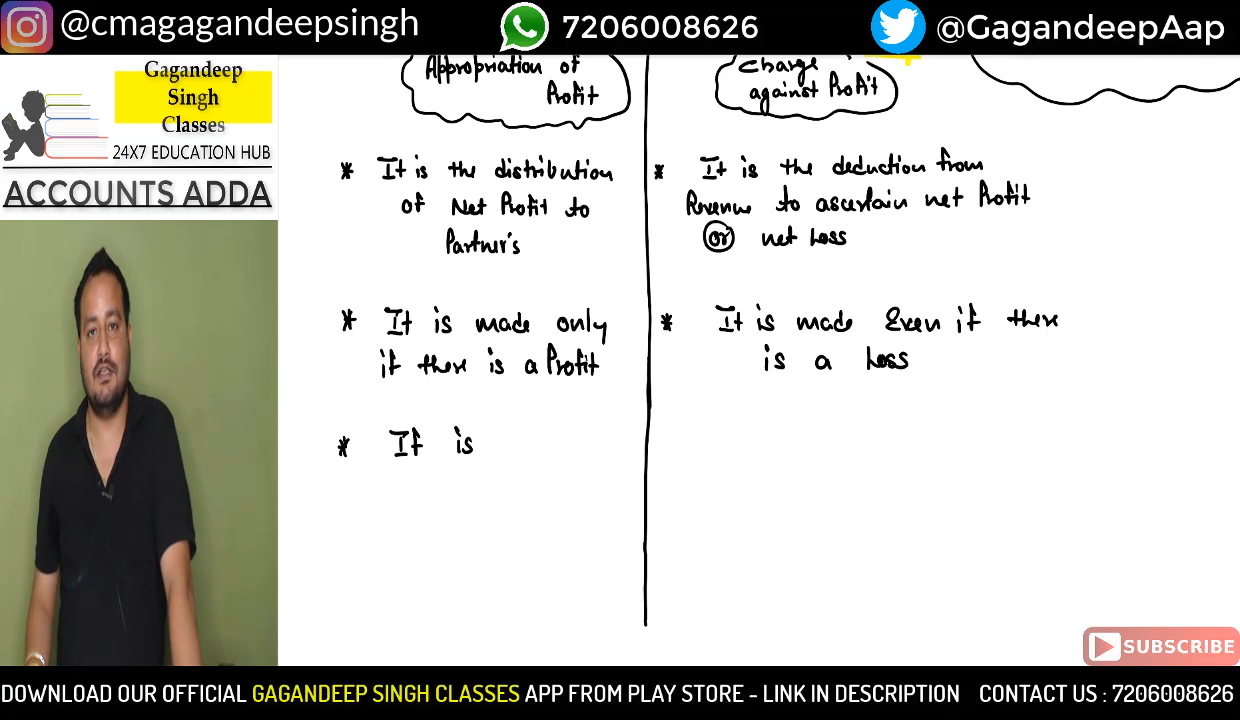 @cmagagandeepsingh
7206008626
@GagandeepAap
Gagandeep
Singh
Classes
24X7 EDUCATION HUB
ACCOUNTS ADDA
Appropriation of
Profit
Charge
against Profit
* It is the distribution
of Net Profit to
Partner's
* It is the deduction from
Revenue to ascertain net Profit
or net Loss
* It is made only
if there is a Profit
* It is made Even if there
is a Loss
* It is
SUBSCRIBE
DOWNLOAD OUR OFFICIAL GAGANDEEP SINGH CLASSES APP FROM PLAY STORE - LINK IN DESCRIPTION CONTACT US : 7206008626